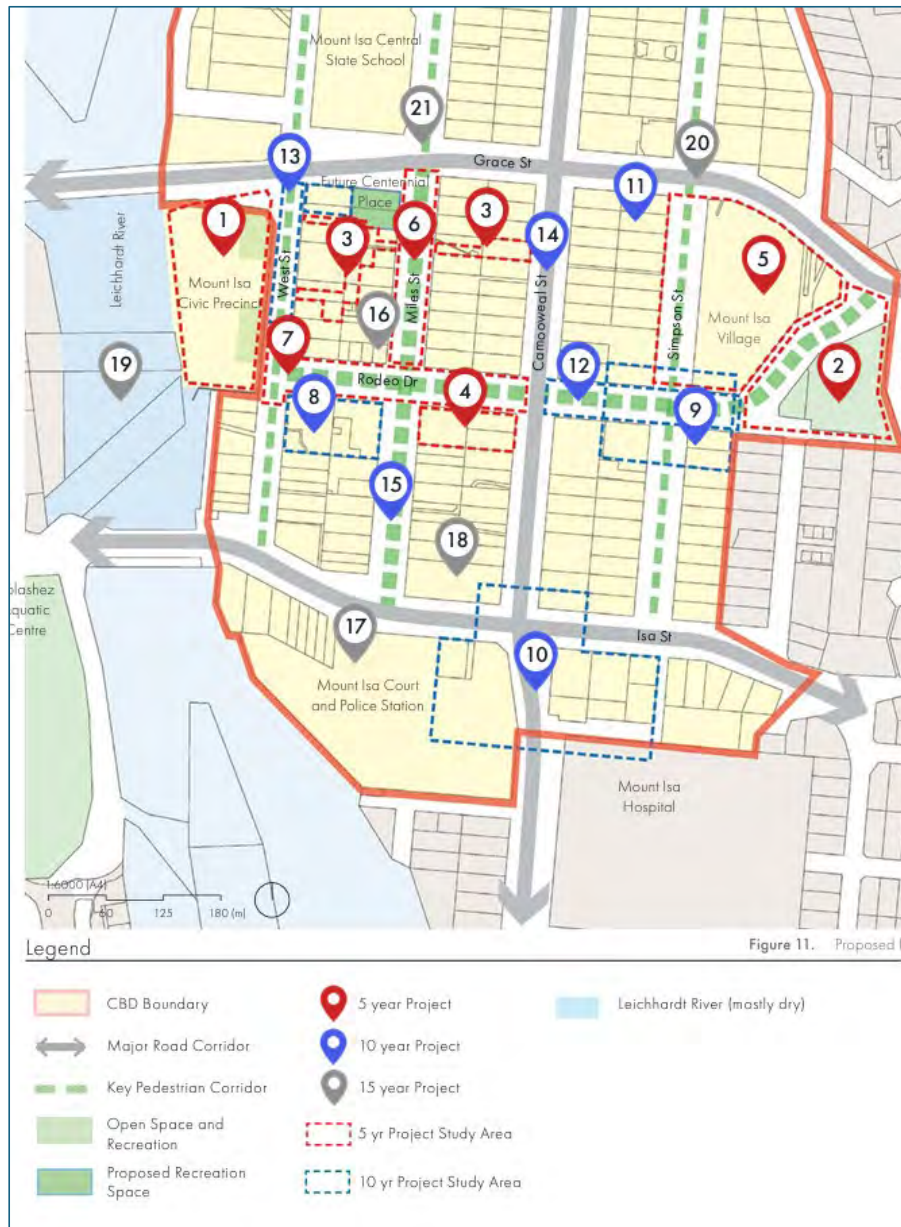 Mount Isa Central
State School
21
20
Grace St
13
Future Centennial
Place
11
1
3
6
3
14
5
Leichhardt River
West St
Miles St
Camooweal St
Simpson St
Mount Isa
Civic Precinc
16
Mount Isa
Village
7
19
Rodeo Dr
12
2
8
4
9
15
18
plashez
quatic
Centre
17
Isa St
10
Mount Isa Court
and Police Station
Mount Isa
Hospital
1:6000 (A4)
0 60 125 180 (m)
Legend
Figure 11. Proposed
CBD Boundary
Major Road Corridor
Key Pedestrian Corridor
Open Space and
Recreation
Proposed Recreation
Space
5 year Project
10 year Project
15 year Project
5 yr Project Study Area
10 yr Project Study Area
Leichhardt River (mostly dry)